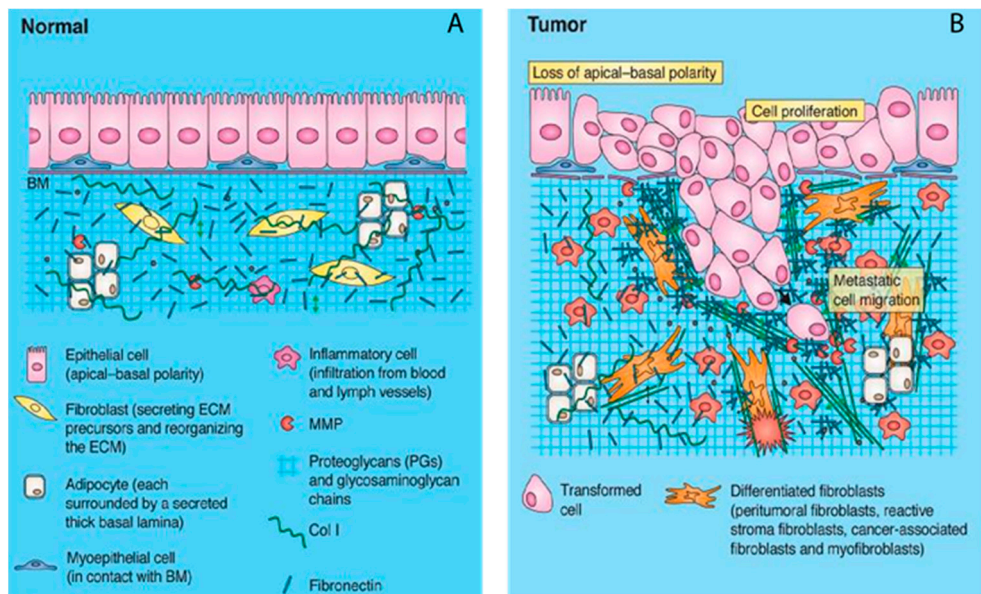 Normal
A
BM
Epithelial cell
(apical–basal polarity)
Fibroblast (secreting ECM
precursors and reorganizing
the ECM)
Adipocyte (each
surrounded by a secreted
thick basal lamina)
Myoepithelial cell
(in contact with BM)
Inflammatory cell
(infiltration from blood
and lymph vessels)
MMP
Proteoglycans (PGs)
and glycosaminoglycan
chains
Col I
Fibronectin
Tumor
B
Loss of apical–basal polarity
Cell proliferation
Metastatic
cell migration
Transformed
cell
Differentiated fibroblasts
(peritumoral fibroblasts, reactive
stroma fibroblasts, cancer-associated
fibroblasts and myofibroblasts)